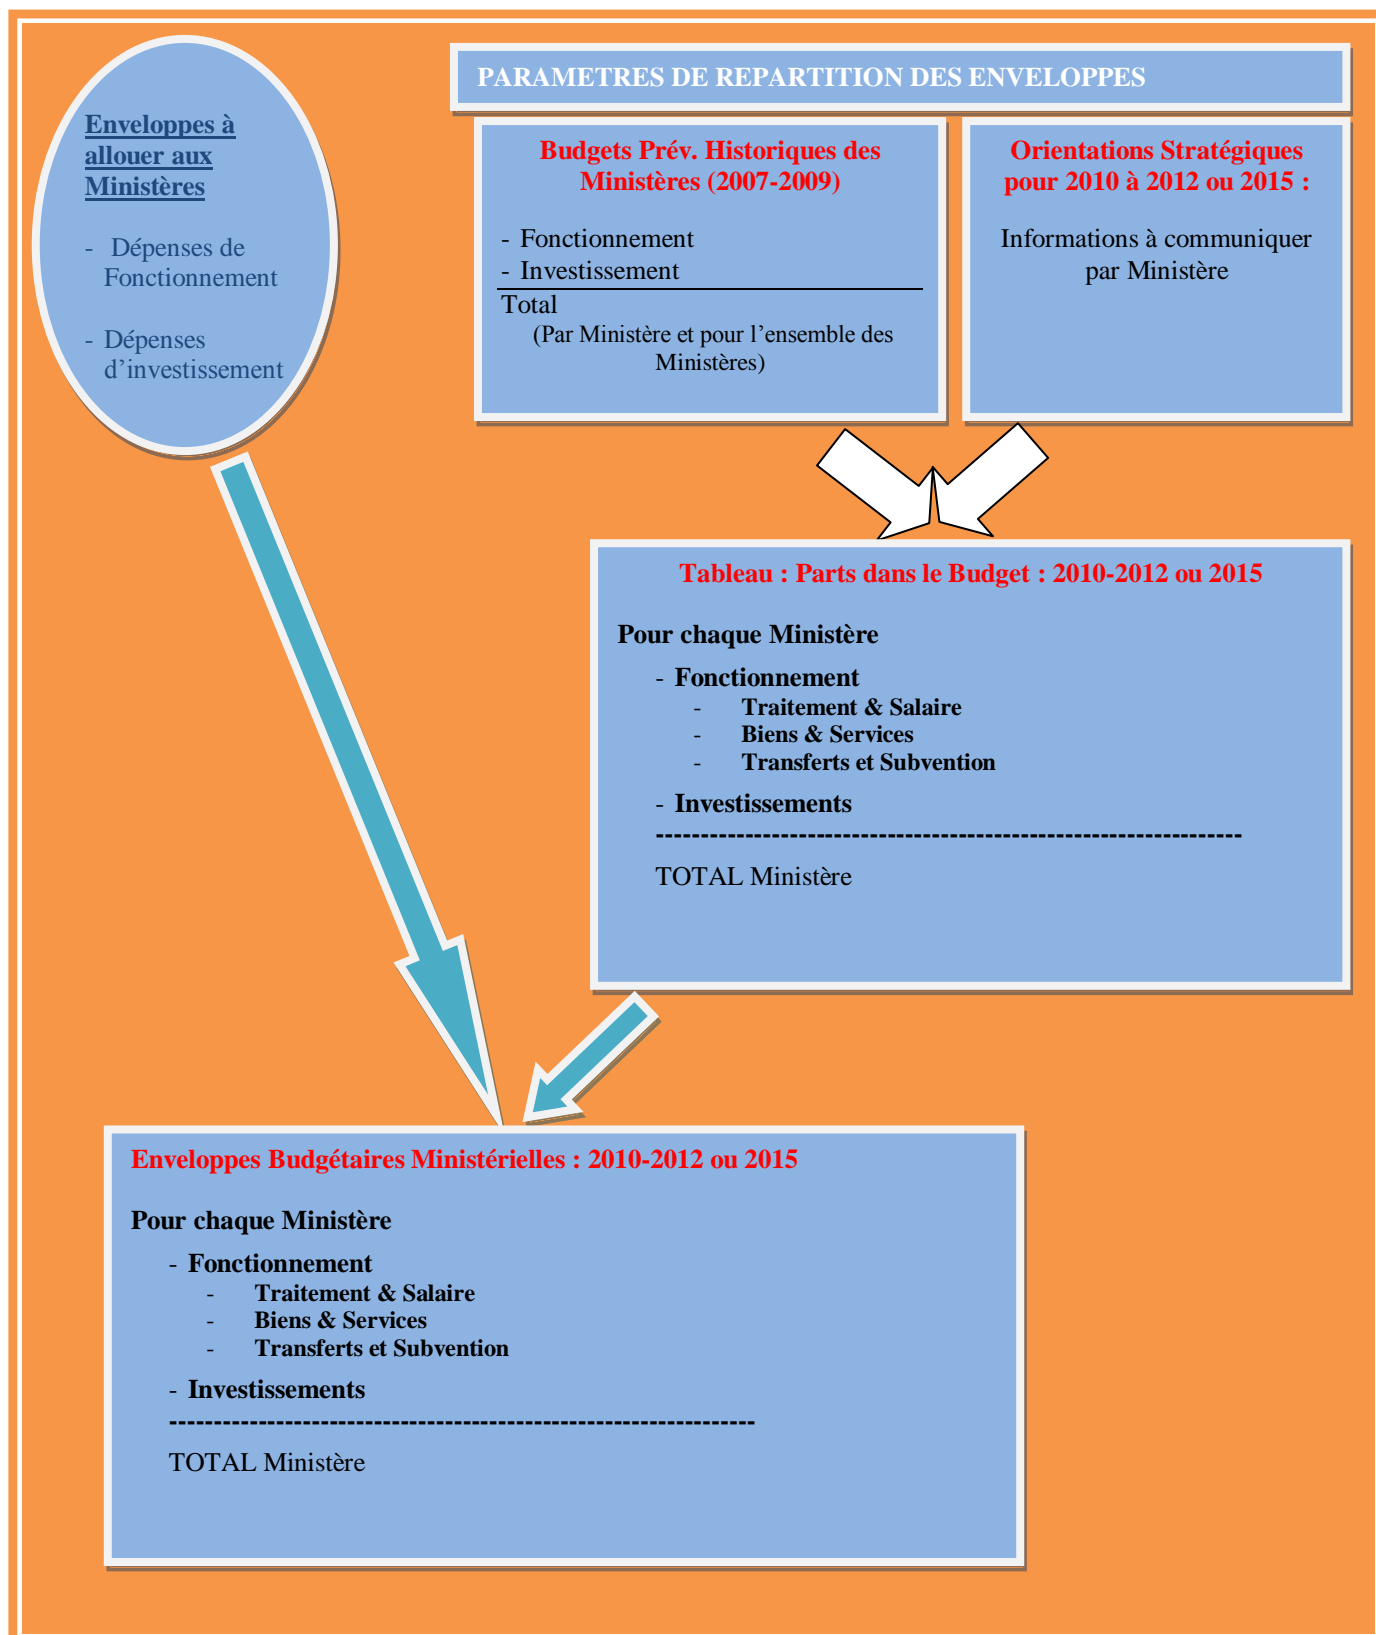 Enveloppes à
allouer aux
Ministères
- Dépenses de
Fonctionnement
- Dépenses
d’investissement
PARAMETRES DE REPARTITION DES ENVELOPPES
Budgets Prév. Historiques des
Ministères (2007-2009)
- Fonctionnement
- Investissement
Total
(Par Ministère et pour l’ensemble des
Ministères)
Orientations Stratégiques
pour 2010 à 2012 ou 2015 :
Informations à communiquer
par Ministère
Tableau : Parts dans le Budget : 2010-2012 ou 2015
Pour chaque Ministère
- Fonctionnement
- Traitement & Salaire
- Biens & Services
- Transferts et Subvention
- Investissements
------------------------------------------------------------------
TOTAL Ministère
Enveloppes Budgétaires Ministérielles : 2010-2012 ou 2015
Pour chaque Ministère
- Fonctionnement
- Traitement & Salaire
- Biens & Services
- Transferts et Subvention
- Investissements
------------------------------------------------------------------
TOTAL Ministère